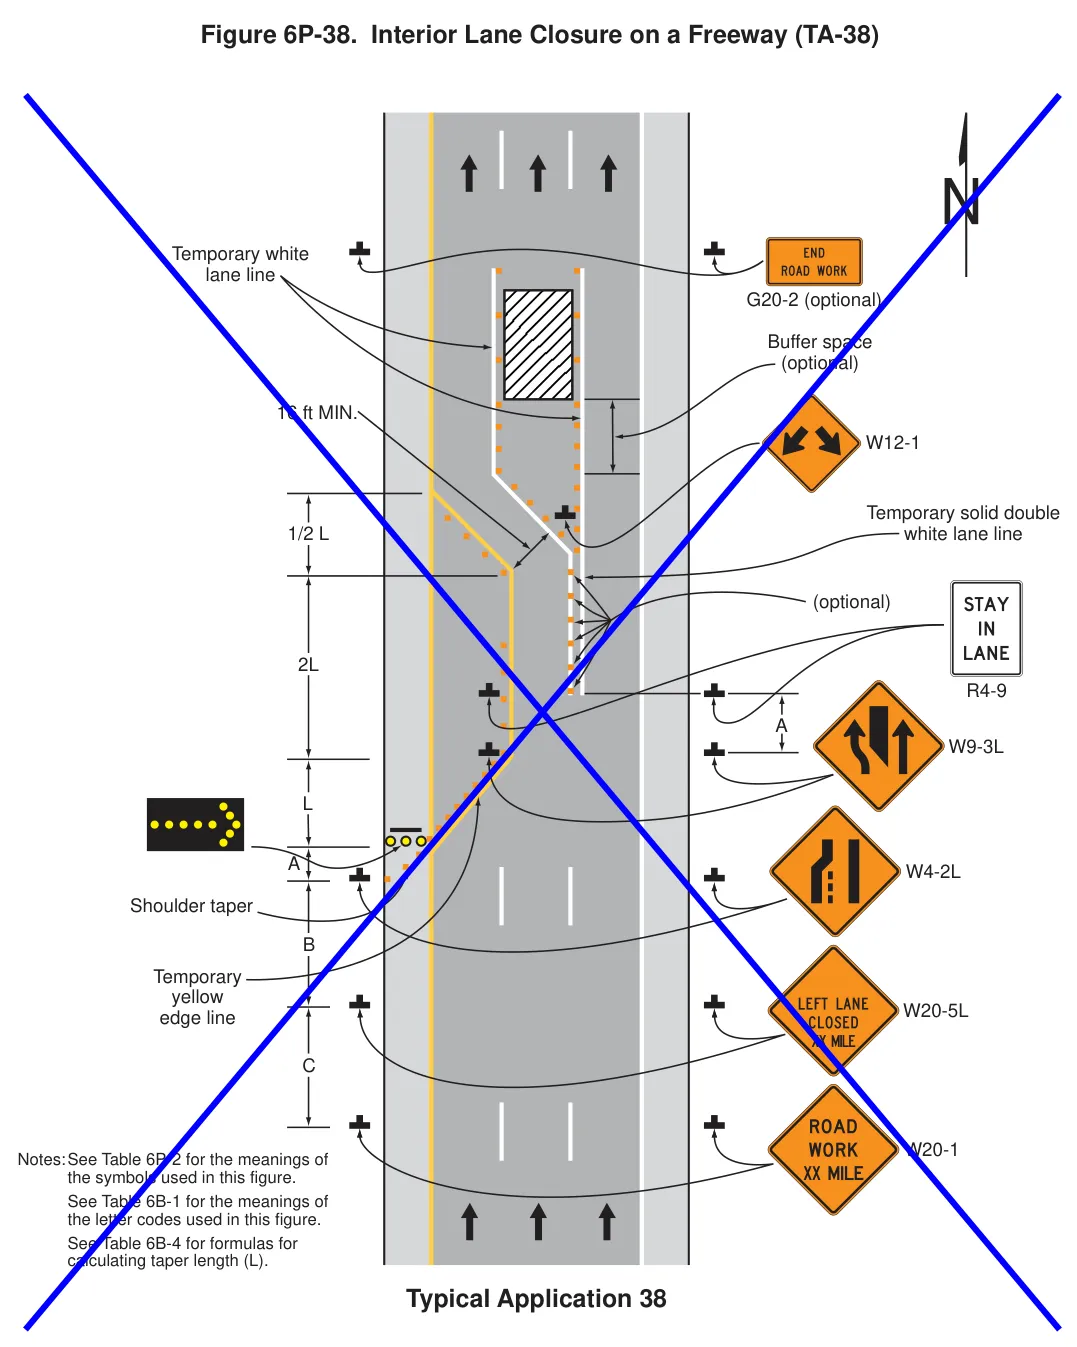 Figure 6P-38. Interior Lane Closure on a Freeway (TA-38)
N
Temporary white
lane line
END
ROAD WORK
G20-2 (optional)
Buffer space
(optional)
16 ft MIN.
W12-1
1/2 L
Temporary solid double
white lane line
(optional)
STAY
IN
LANE
R4-9
2L
A
W9-3L
L
A
W4-2L
Shoulder taper
B
Temporary
yellow
edge line
LEFT LANE
CLOSED
XX MILE
W20-5L
C
ROAD
WORK
XX MILE
W20-1
Notes: See Table 6P-2 for the meanings of
the symbols used in this figure.
See Table 6B-1 for the meanings of
the letter codes used in this figure.
See Table 6B-4 for formulas for
calculating taper length (L).
Typical Application 38